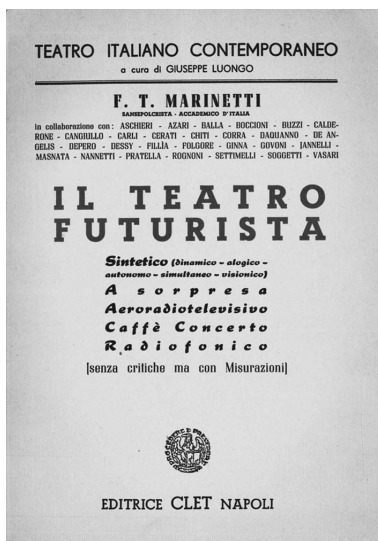 TEATRO ITALIANO CONTEMPORANEO
a cura di GIUSEPPE LUONGO
F. T. MARINETTI
SANSEPOLCRISTA - ACCADEMICO D'ITALIA
in collaborazione con: ASCHIERI - AZARI - BALLA - BOCCIONI - BUZZI - CALDE-
RONE - CANGIULLO - CARLI - CERATI - CHITI - CORRA - DAQUANNO - DE AN-
GELIS - DEPERO - DESSY - FILLÌA - FOLGORE - GINNA - GOVONI - JANNELLI -
MASNATA - NANNETTI - PRATELLA - ROGNONI - SETTIMELLI - SOGGETTI - VASARI
IL TEATRO
FUTURISTA
Sintetico (dinamico - alogico -
autonomo - simultaneo - visionico)
A sorpresa
Aeroradiotelevisivo
Caffè Concerto
Radiofonico
[senza critiche ma con Misurazioni]
EDITRICE CLET NAPOLI